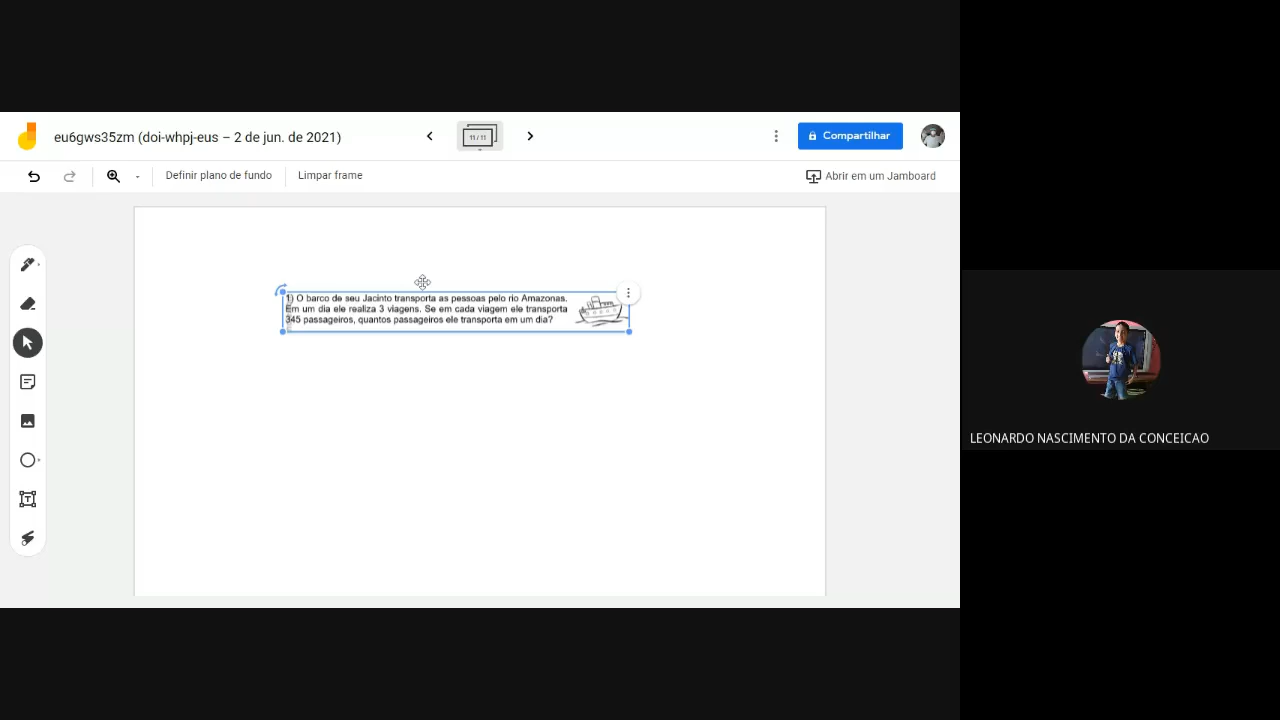 eu6gws35zm (doi-whpj-eus – 2 de jun. de 2021)
11 / 11
Compartilhar
Definir plano de fundo
Limpar frame
Abrir em um Jamboard
1) O barco de seu Jacinto transporta as pessoas pelo rio Amazonas.
Em um dia ele realiza 3 viagens. Se em cada viagem ele transporta
345 passageiros, quantos passageiros ele transporta em um dia?
LEONARDO NASCIMENTO DA CONCEICAO